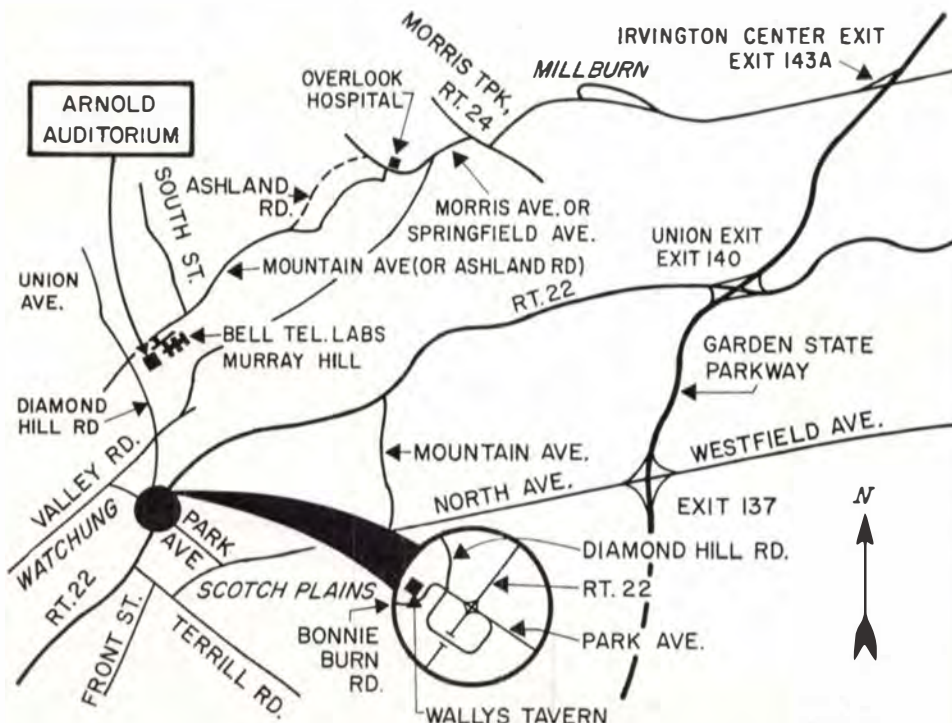 IRVINGTON CENTER EXIT
EXIT 143A
MORRIS TPK,
RT. 24
MILLBURN
OVERLOOK
HOSPITAL
ARNOLD
AUDITORIUM
SOUTH ST.
ASHLAND
RD.
MORRIS AVE. OR
SPRINGFIELD AVE.
UNION EXIT
EXIT 140
UNION
AVE.
MOUNTAIN AVE(OR ASHLAND RD)
RT. 22
BELL TEL. LABS
MURRAY HILL
GARDEN STATE
PARKWAY
DIAMOND
HILL RD
VALLEY RD.
MOUNTAIN AVE.
WESTFIELD AVE.
NORTH AVE.
EXIT 137
N
WATCHUNG
PARK
AVE
DIAMOND HILL RD.
RT. 22
SCOTCH PLAINS
RT. 22
BONNIE
BURN
RD.
PARK AVE.
FRONT ST.
TERRILL RD.
WALLYS TAVERN